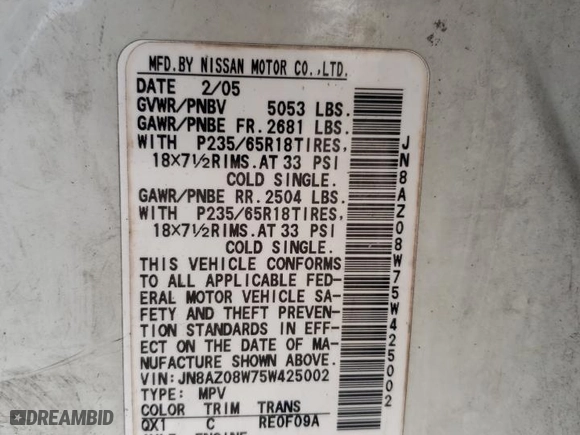 MFD.BY NISSAN MOTOR CO.,LTD.
DATE 2/05
GVWR/PNBV 5053 LBS.
GAWR/PNBE FR.2681 LBS.
WITH P235/65R18TIRES,
18×7½RIMS.AT 33 PSI
COLD SINGLE.
GAWR/PNBE RR.2504 LBS.
WITH P235/65R18TIRES,
18×7½RIMS.AT 33 PSI
COLD SINGLE.
THIS VEHICLE CONFORMS
TO ALL APPLICABLE FED-
ERAL MOTOR VEHICLE SA-
FETY AND THEFT PREVEN-
TION STANDARDS IN EFF-
ECT ON THE DATE OF MA-
NUFACTURE SHOWN ABOVE.
VIN:JN8AZ08W75W425002
TYPE: MPV
COLOR TRIM TRANS
QX1 C RE0F09A
JN8AZ08W75W425002
DREAMBID